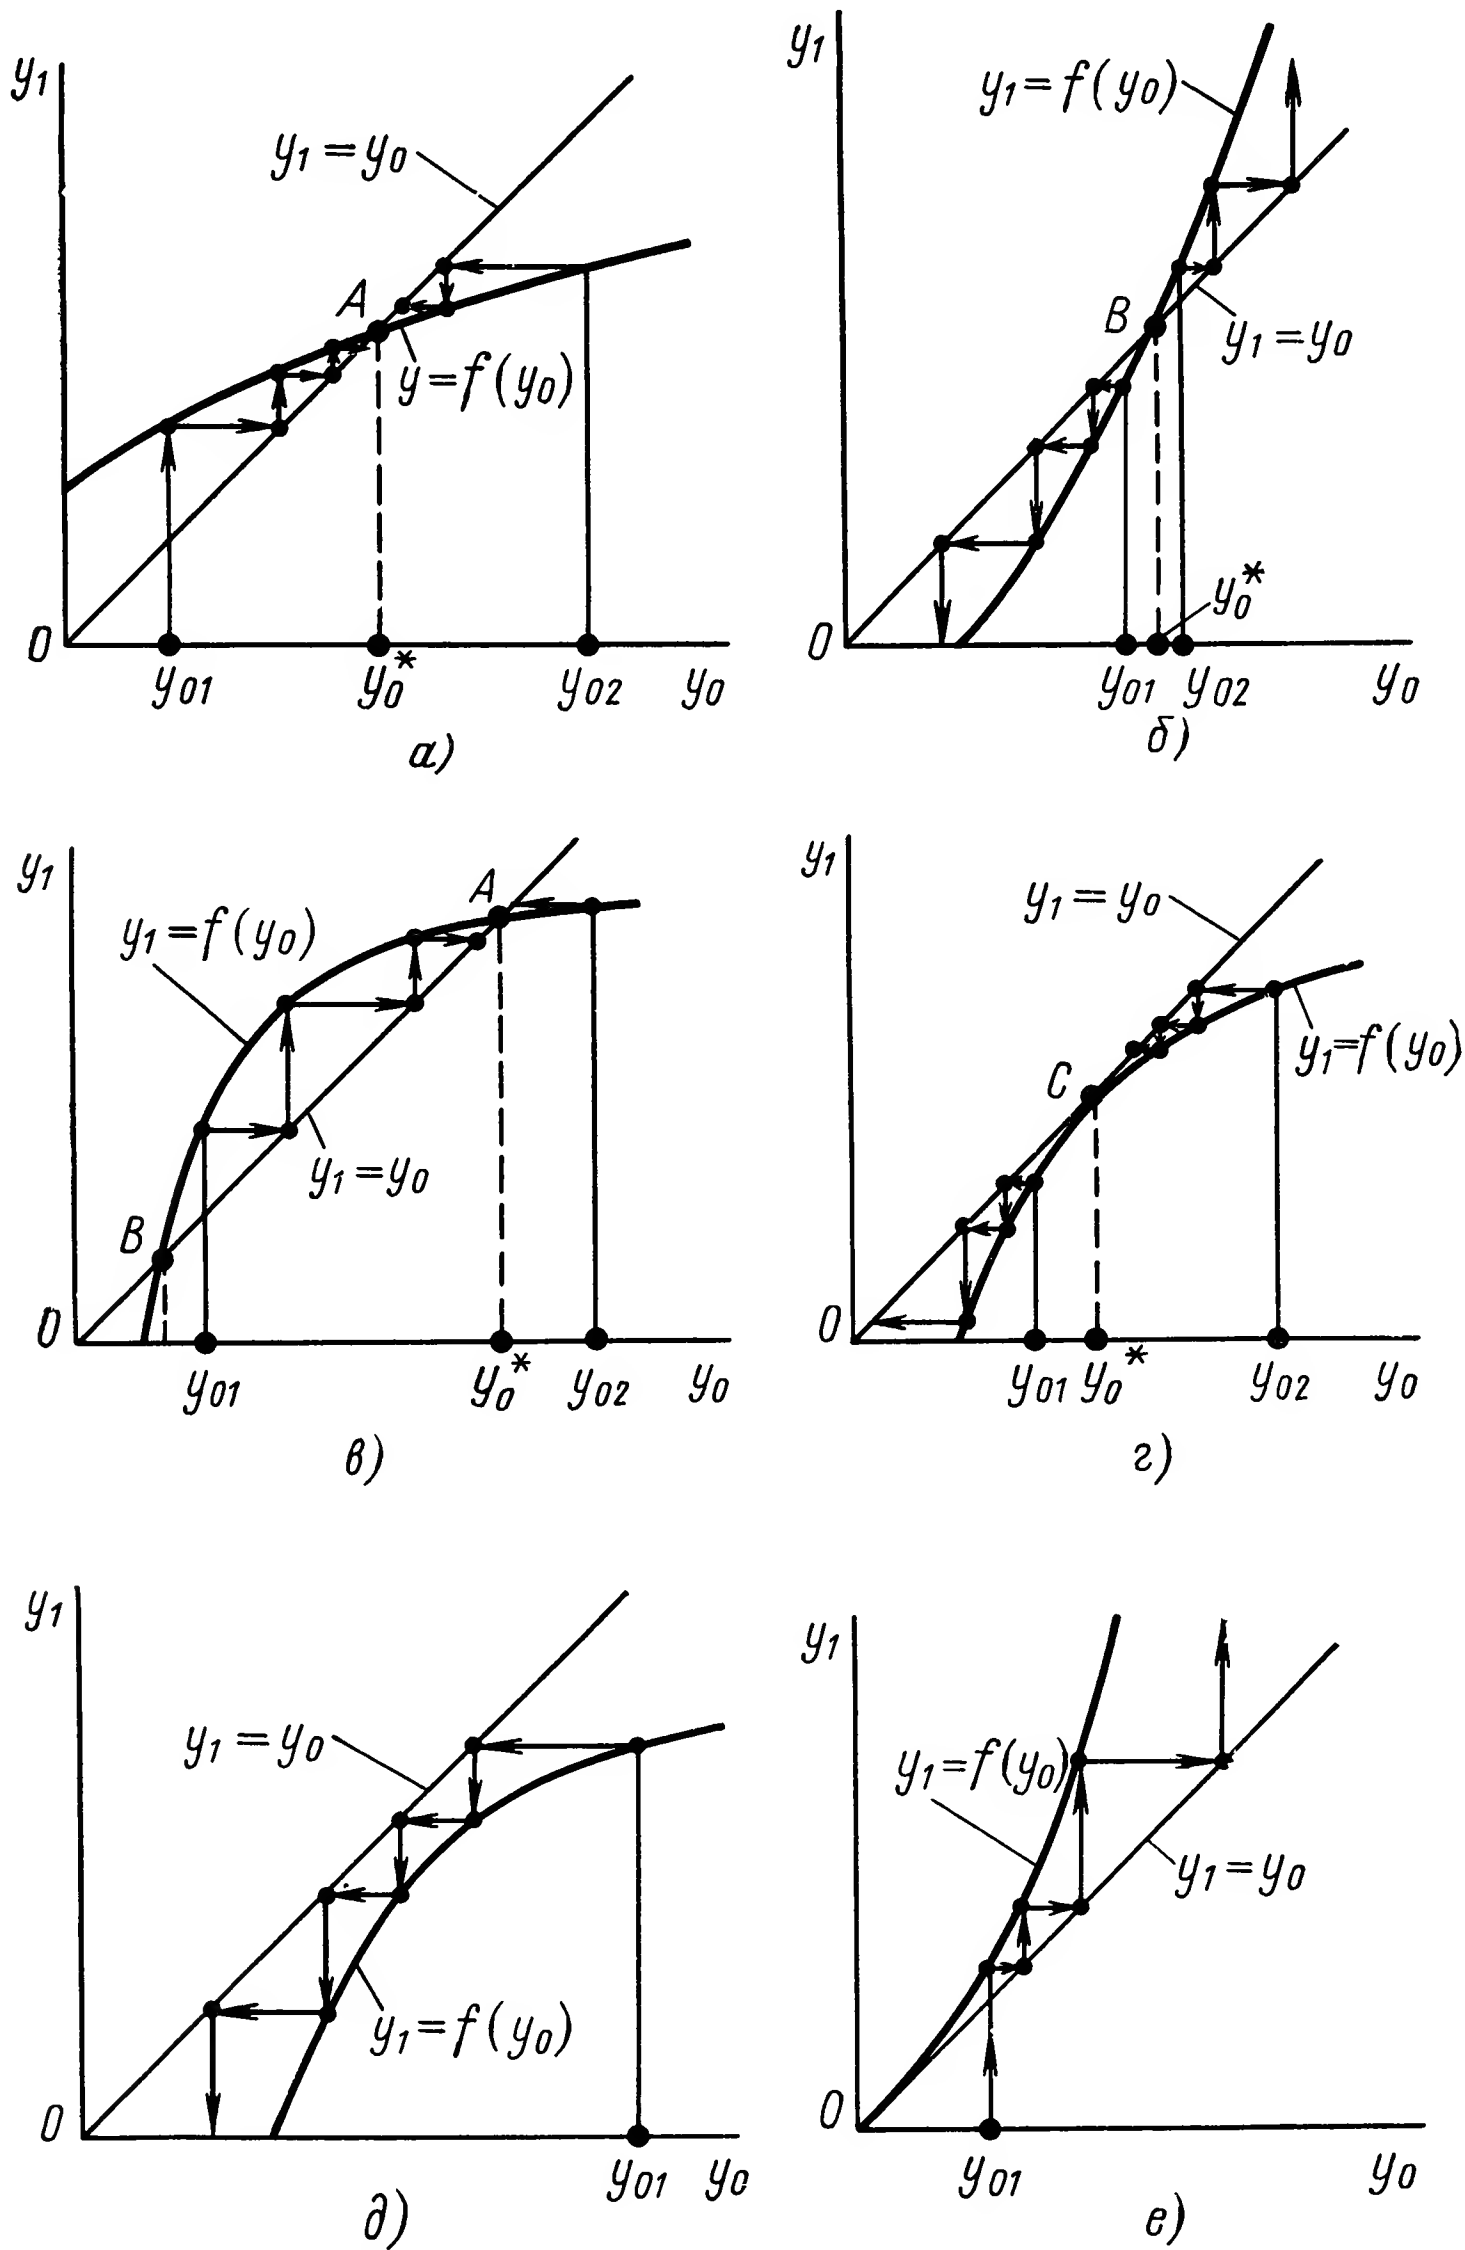 y₁
y₁ = y₀
A
y = f(y₀)
0
y₀₁
y₀*
y₀₂
y₀
а)
y₁
y₁ = f(y₀)
B
y₁ = y₀
y₀*
0
y₀₁
y₀₂
y₀
б)
y₁
A
y₁ = f(y₀)
y₁ = y₀
B
0
y₀₁
y₀*
y₀₂
y₀
в)
y₁
y₁ = y₀
y₁ = f(y₀)
C
0
y₀₁
y₀*
y₀₂
y₀
г)
y₁
y₁ = y₀
y₁ = f(y₀)
0
y₀₁
y₀
д)
y₁
y₁ = f(y₀)
y₁ = y₀
0
y₀₁
y₀
е)